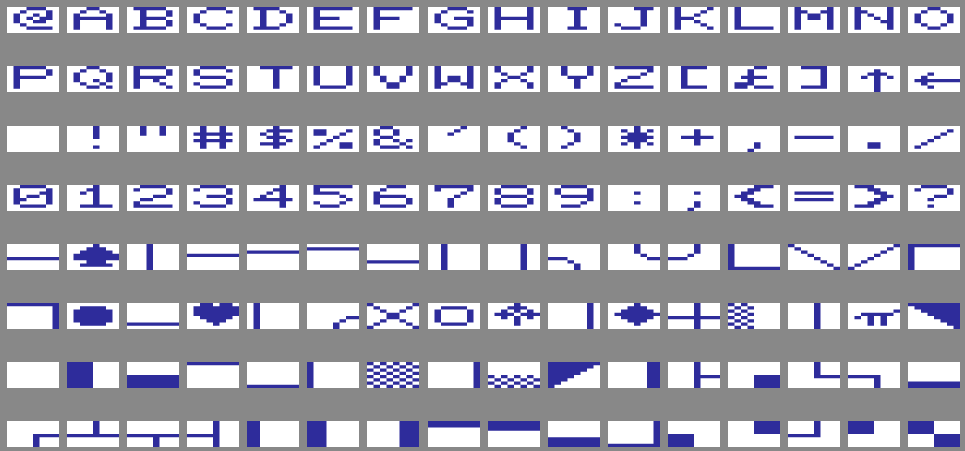 @ A B C D E F G H I J K L M N O
P Q R S T U V W X Y Z [ £ ] ↑ ←
! " # $ % & ' ( ) * + , - . /
0 1 2 3 4 5 6 7 8 9 : ; < = > ?